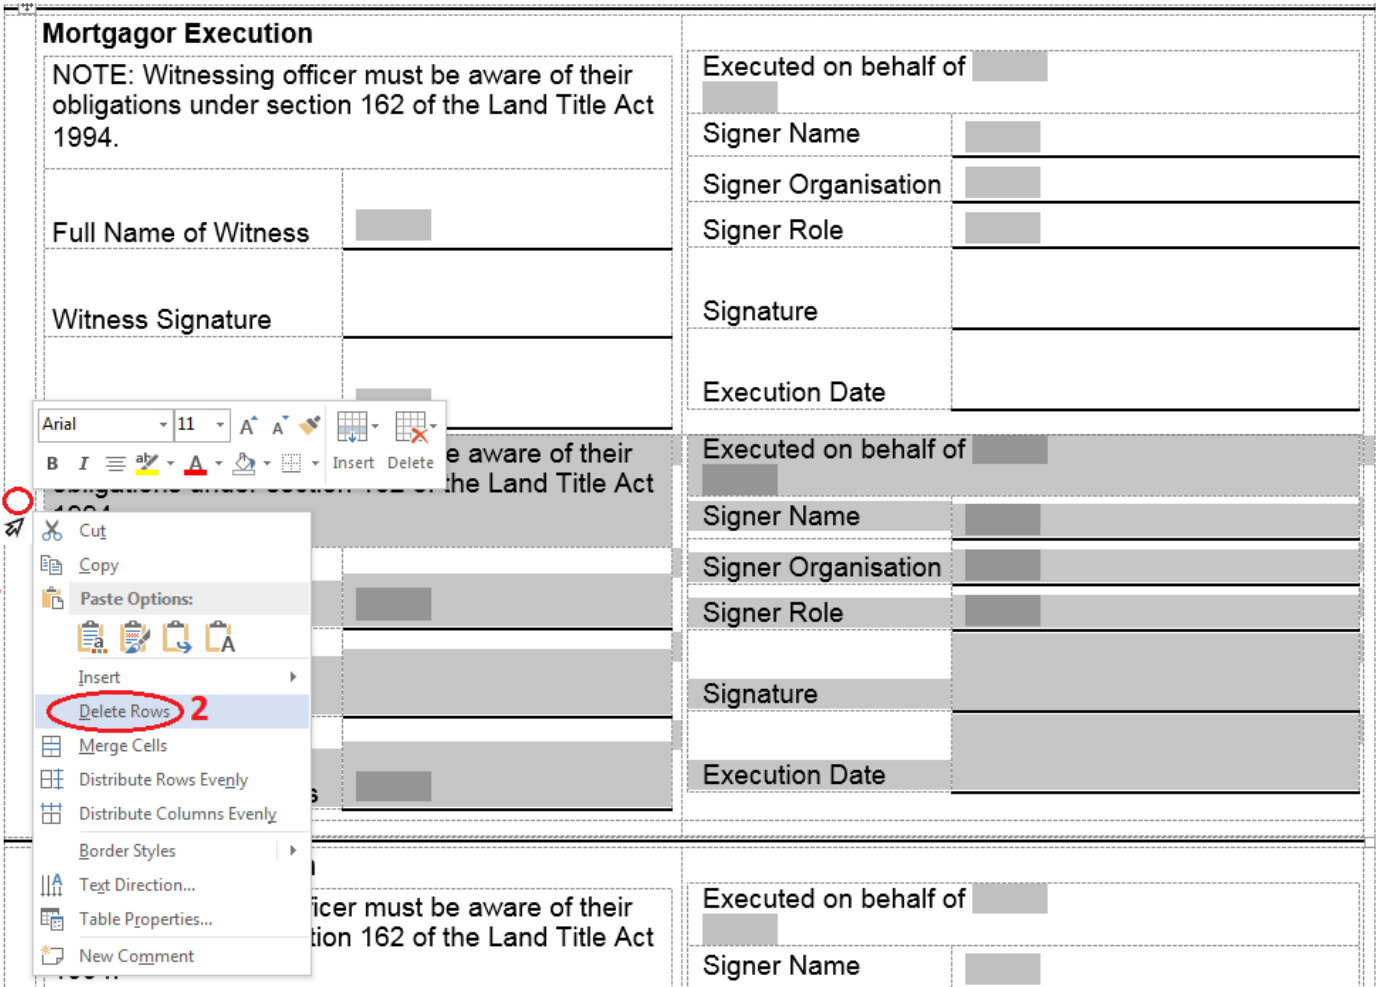 Mortgagor Execution
NOTE: Witnessing officer must be aware of their
obligations under section 162 of the Land Title Act
1994.
Full Name of Witness
Witness Signature
Executed on behalf of
Signer Name
Signer Organisation
Signer Role
Signature
Execution Date
Arial 11 A A
B I ab A Insert Delete
e aware of their
the Land Title Act
Executed on behalf of
Signer Name
Signer Organisation
Signer Role
Signature
Execution Date
Cut
Copy
Paste Options:
Insert
Delete Rows 2
Merge Cells
Distribute Rows Evenly
Distribute Columns Evenly
Border Styles
Text Direction...
Table Properties...
New Comment
s
ficer must be aware of their
tion 162 of the Land Title Act
Executed on behalf of
Signer Name